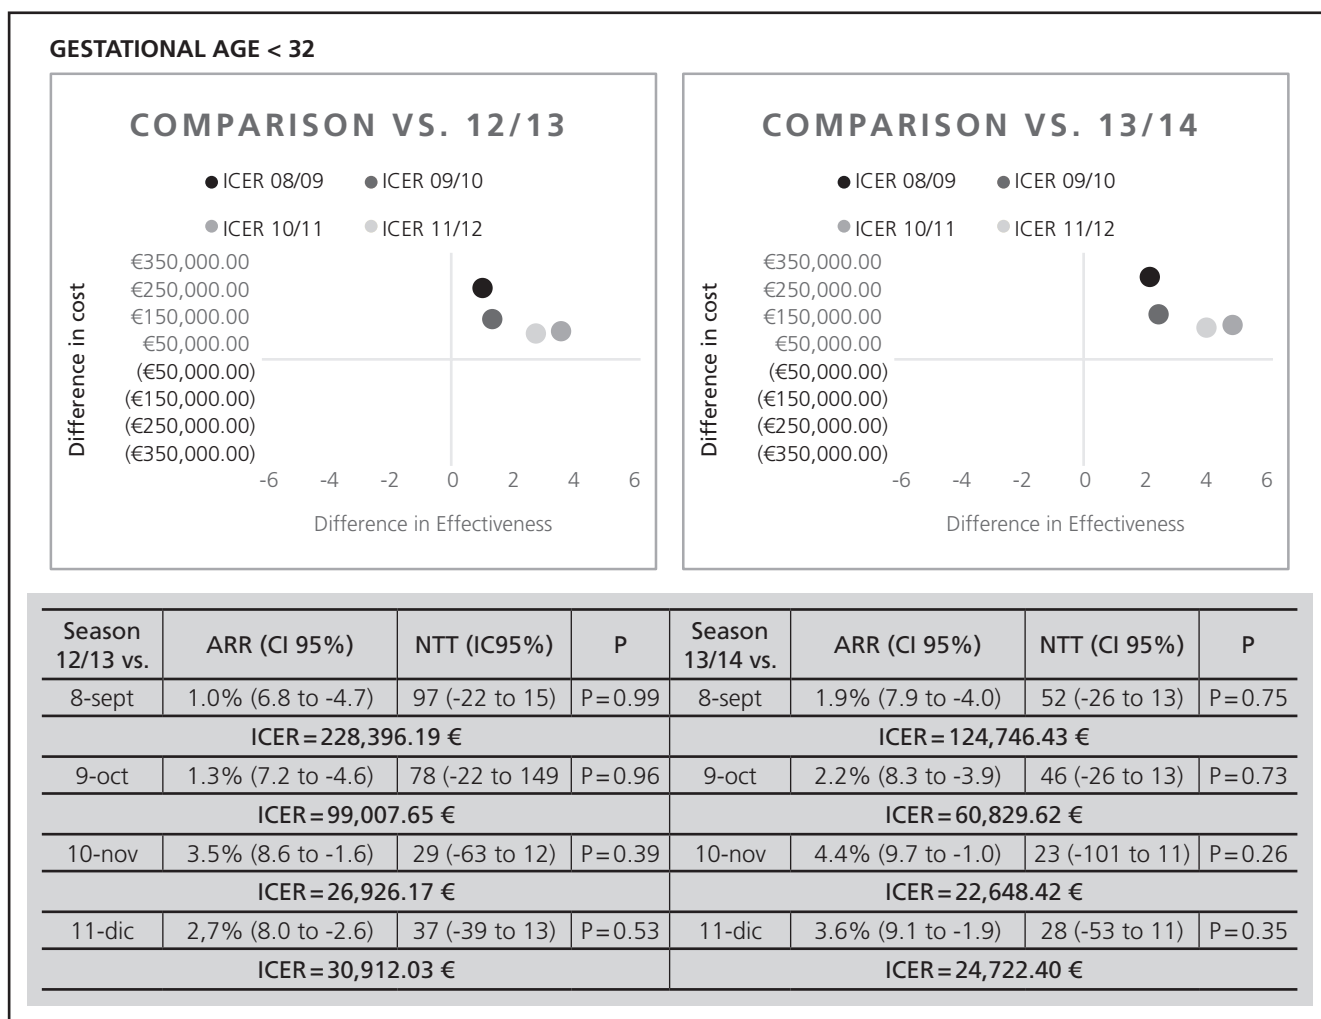 GESTATIONAL AGE < 32
COMPARISON VS. 12/13
ICER 08/09 ICER 09/10
ICER 10/11 ICER 11/12
€350,000.00
€250,000.00
€150,000.00
€50,000.00
(€50,000.00)
(€150,000.00)
(€250,000.00)
(€350,000.00)
Difference in cost
-6 -4 -2 0 2 4 6
Difference in Effectiveness
COMPARISON VS. 13/14
ICER 08/09 ICER 09/10
ICER 10/11 ICER 11/12
€350,000.00
€250,000.00
€150,000.00
€50,000.00
(€50,000.00)
(€150,000.00)
(€250,000.00)
(€350,000.00)
Difference in cost
-6 -4 -2 0 2 4 6
Difference in Effectiveness
Season 12/13 vs. ARR (CI 95%) NTT (IC95%) P Season 13/14 vs. ARR (CI 95%) NTT (CI 95%) P
8-sept 1.0% (6.8 to -4.7) 97 (-22 to 15) P=0.99 8-sept 1.9% (7.9 to -4.0) 52 (-26 to 13) P=0.75
ICER=228,396.19 € ICER=124,746.43 €
9-oct 1.3% (7.2 to -4.6) 78 (-22 to 149 P=0.96 9-oct 2.2% (8.3 to -3.9) 46 (-26 to 13) P=0.73
ICER=99,007.65 € ICER=60,829.62 €
10-nov 3.5% (8.6 to -1.6) 29 (-63 to 12) P=0.39 10-nov 4.4% (9.7 to -1.0) 23 (-101 to 11) P=0.26
ICER=26,926.17 € ICER=22,648.42 €
11-dic 2,7% (8.0 to -2.6) 37 (-39 to 13) P=0.53 11-dic 3.6% (9.1 to -1.9) 28 (-53 to 11) P=0.35
ICER=30,912.03 € ICER=24,722.40 €